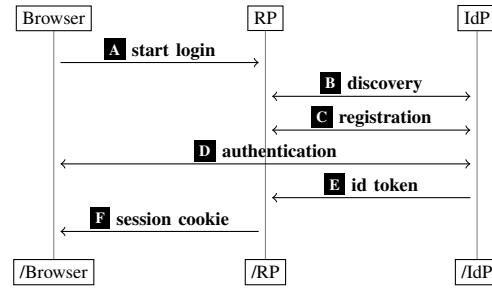 Browser RP IdP
A start login
B discovery
C registration
D authentication
E id token
F session cookie
/Browser /RP /IdP